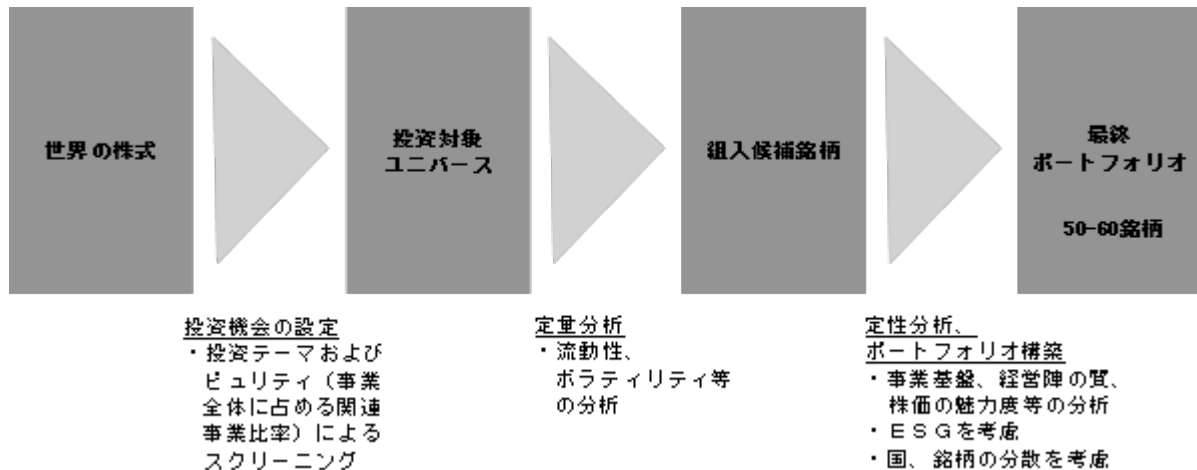 世界の株式
投資対象
ユニバース
組入候補銘柄
最終
ポートフォリオ
50-60銘柄
投資機会の設定
・投資テーマおよび
ピュリティ（事業
全体に占める関連
事業比率）による
スクリーニング
定量分析
・流動性、
ボラティリティ等
の分析
定性分析、
ポートフォリオ構築
・事業基盤、経営陣の質、
株価の魅力度等の分析
・ＥＳＧを考慮
・国、銘柄の分散を考慮